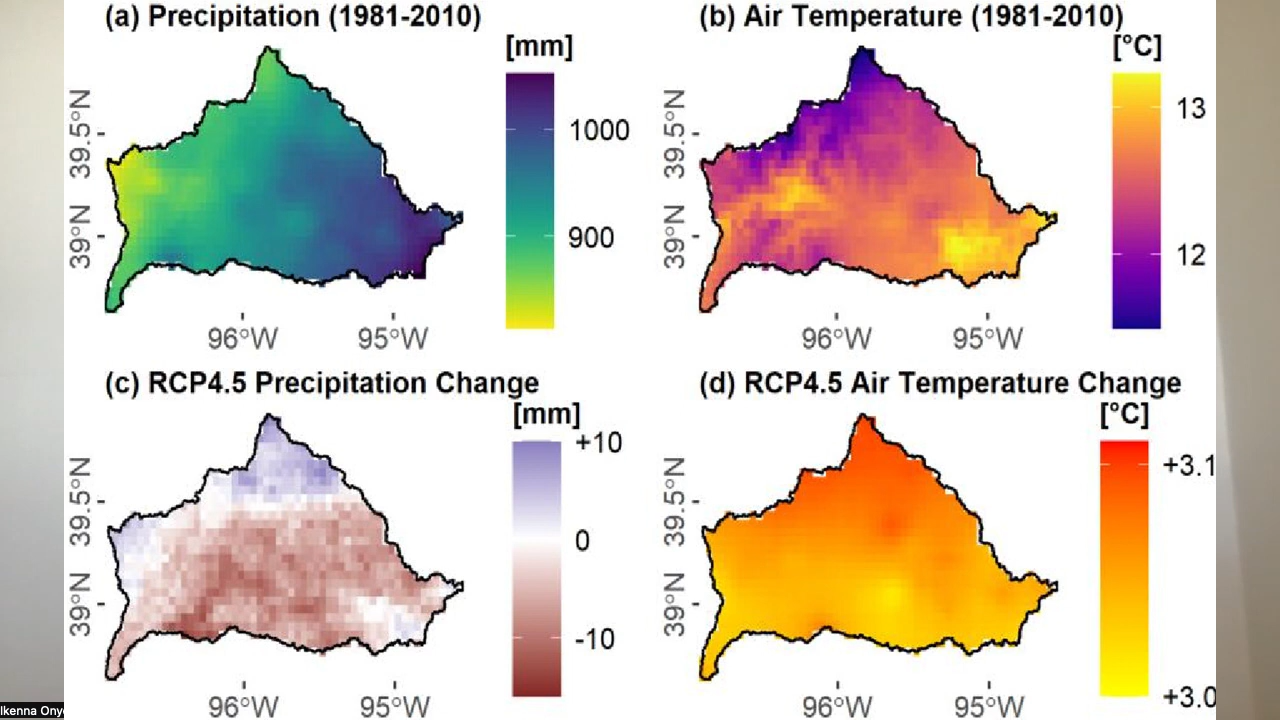 (a) Precipitation (1981-2010)
[mm]
1000
900
39.5°N
39°N
96°W
95°W
(b) Air Temperature (1981-2010)
[°C]
13
12
39.5°N
39°N
96°W
95°W
(c) RCP4.5 Precipitation Change
[mm]
+10
0
-10
39.5°N
39°N
96°W
95°W
(d) RCP4.5 Air Temperature Change
[°C]
+3.1
+3.0
39.5°N
39°N
96°W
95°W
Ikenna Ony